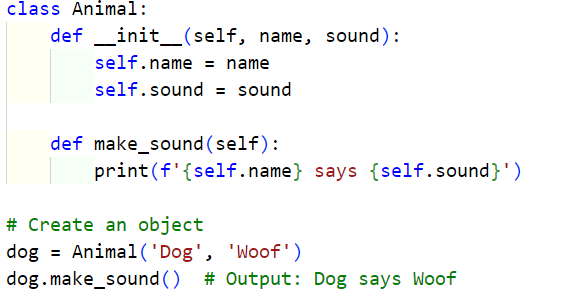 class Animal:
    def __init__(self, name, sound):
        self.name = name
        self.sound = sound
    def make_sound(self):
        print(f'{self.name} says {self.sound}')
# Create an object
dog = Animal('Dog', 'Woof')
dog.make_sound()  # Output: Dog says Woof